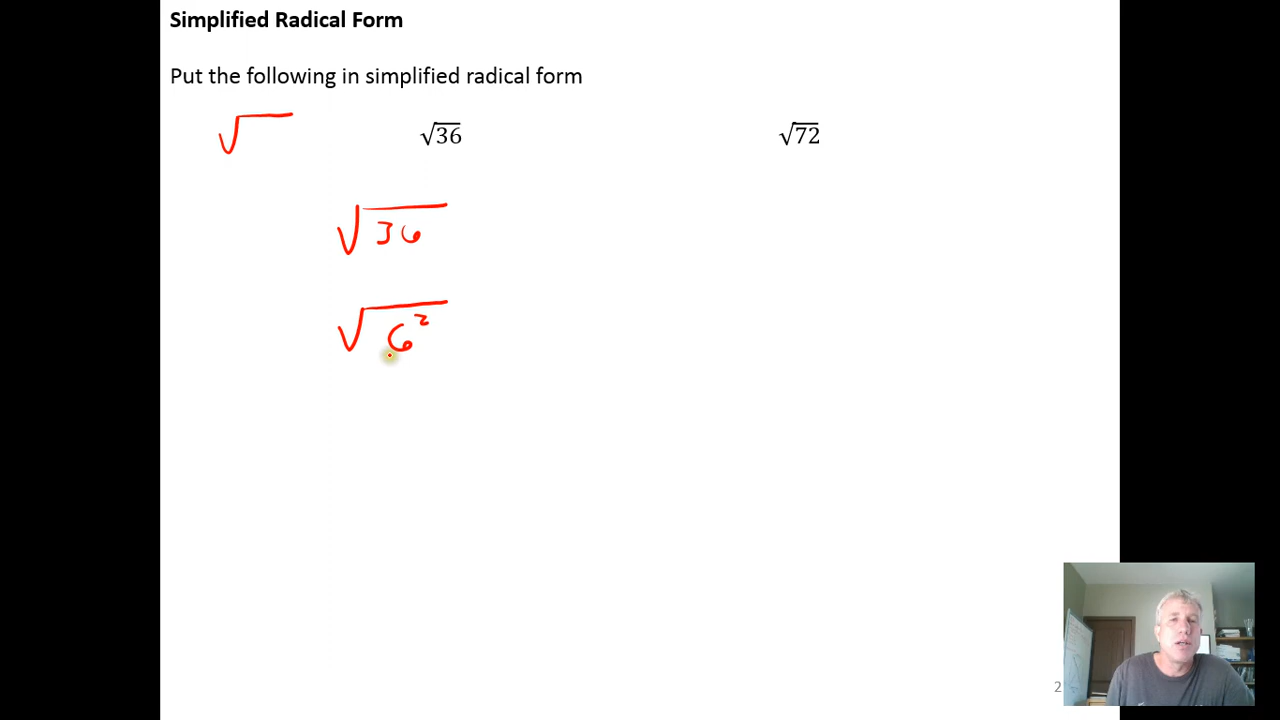 Simplified Radical Form
Put the following in simplified radical form
√ √36 √72
√36
√6²
2